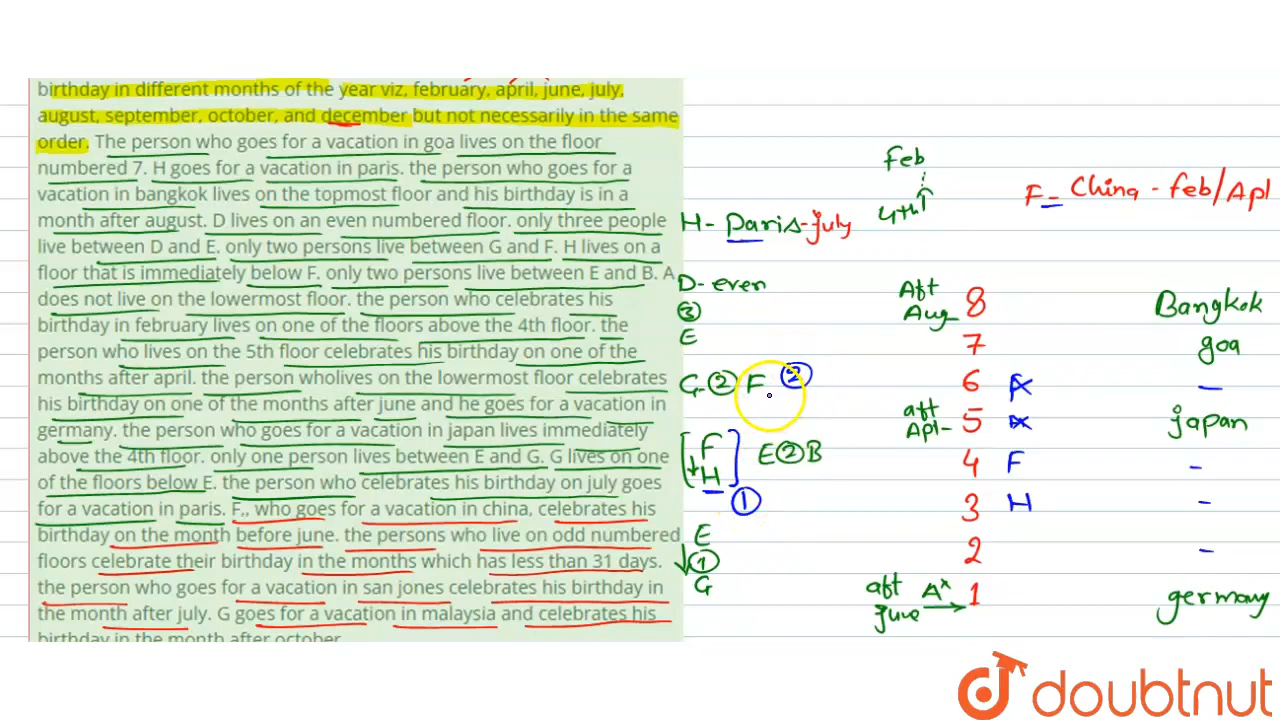 birthday in different months of the year viz, february, april, june, july,
august, september, october, and december but not necessarily in the same
order. The person who goes for a vacation in goa lives on the floor
numbered 7. H goes for a vacation in paris. the person who goes for a
vacation in bangkok lives on the topmost floor and his birthday is in a
month after august. D lives on an even numbered floor. only three people
live between D and E. only two persons live between G and F. H lives on a
floor that is immediately below F. only two persons live between E and B. A
does not live on the lowermost floor. the person who celebrates his
birthday in february lives on one of the floors above the 4th floor. the
person who lives on the 5th floor celebrates his birthday on one of the
months after april. the person wholives on the lowermost floor celebrates
his birthday on one of the months after june and he goes for a vacation in
germany. the person who goes for a vacation in japan lives immediately
above the 4th floor. only one person lives between E and G. G lives on one
of the floors below E. the person who celebrates his birthday on july goes
for a vacation in paris. F,, who goes for a vacation in china, celebrates his
birthday on the month before june. the persons who live on odd numbered
floors celebrate their birthday in the months which has less than 31 days.
the person who goes for a vacation in san jones celebrates his birthday in
the month after july. G goes for a vacation in malaysia and celebrates his
birthday in the month after october.
Feb
4th
F- China - feb/Apl
H- Paris-july
D- even
3
E
G-2 F 2
F
H
E2B
1
E
1
G
Aft
Aug 8 Bangkok
7 goa
6 A -
aft
Apl- 5 japan
4 F -
3 H -
2 -
aft
june A x 1 germany
doubtnut